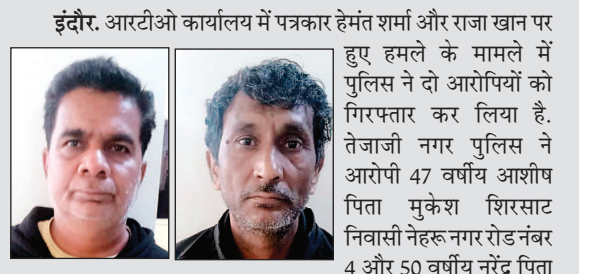 इंदौर. आरटीओ कार्यालय में पत्रकार हेमंत शर्मा और राजा खान पर
हुए हमले के मामले में
पुलिस ने दो आरोपियों को
गिरफ्तार कर लिया है.
तेजाजी नगर पुलिस ने
आरोपी 47 वर्षीय आशीष
पिता मुकेश शिरसाट
निवासी नेहरू नगर रोड नंबर
4 और 50 वर्षीय नरेंद्र पिता